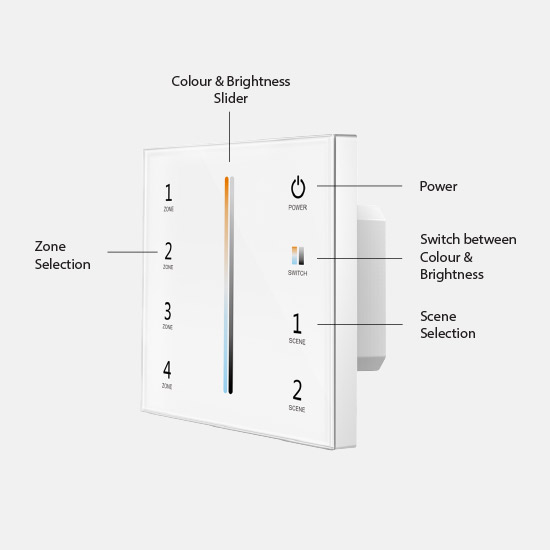 Colour & Brightness
Slider
1
ZONE
2
ZONE
3
ZONE
4
ZONE
POWER
SWITCH
1
SCENE
2
SCENE
Zone
Selection
Power
Switch between
Colour &
Brightness
Scene
Selection